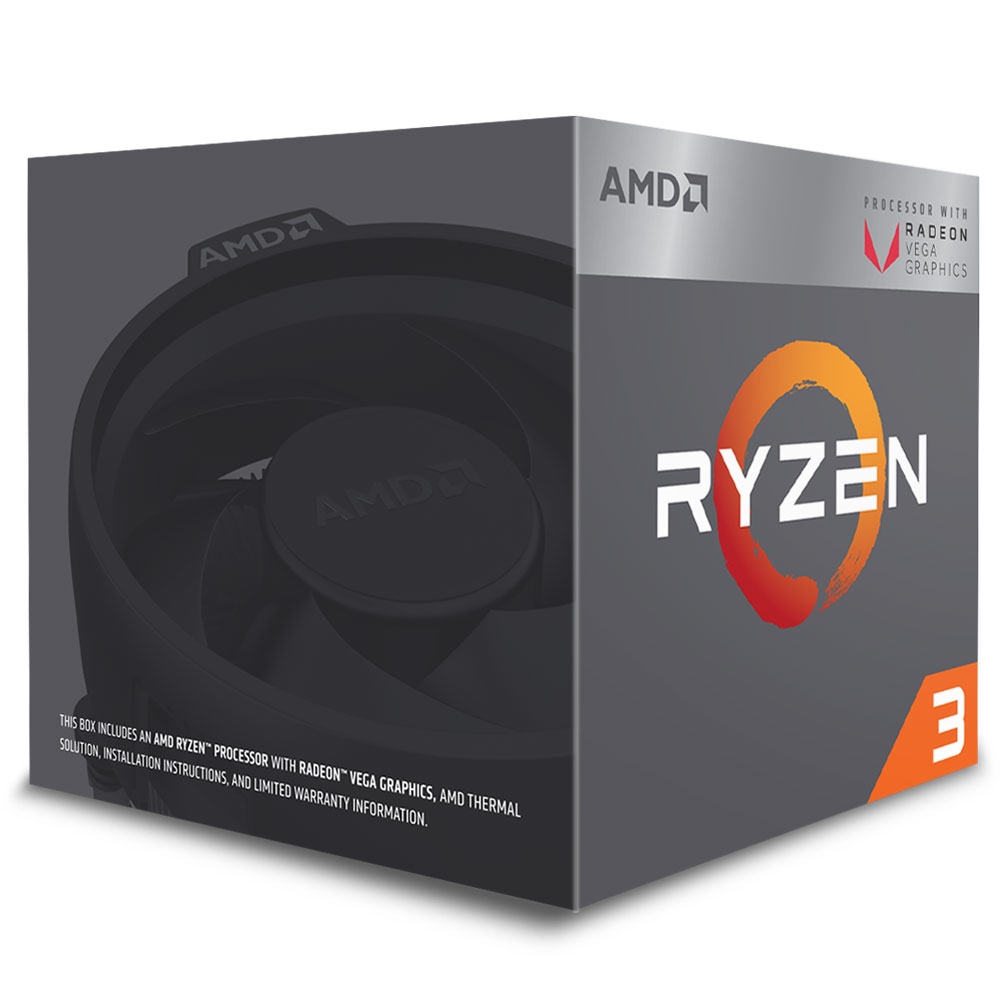 AMD
AMD
THIS BOX INCLUDES AN AMD RYZEN™ PROCESSOR WITH RADEON™ VEGA GRAPHICS, AMD THERMAL
SOLUTION, INSTALLATION INSTRUCTIONS, AND LIMITED WARRANTY INFORMATION.
AMD
PROCESSOR WITH
RADEON
VEGA
GRAPHICS
RYZEN
3